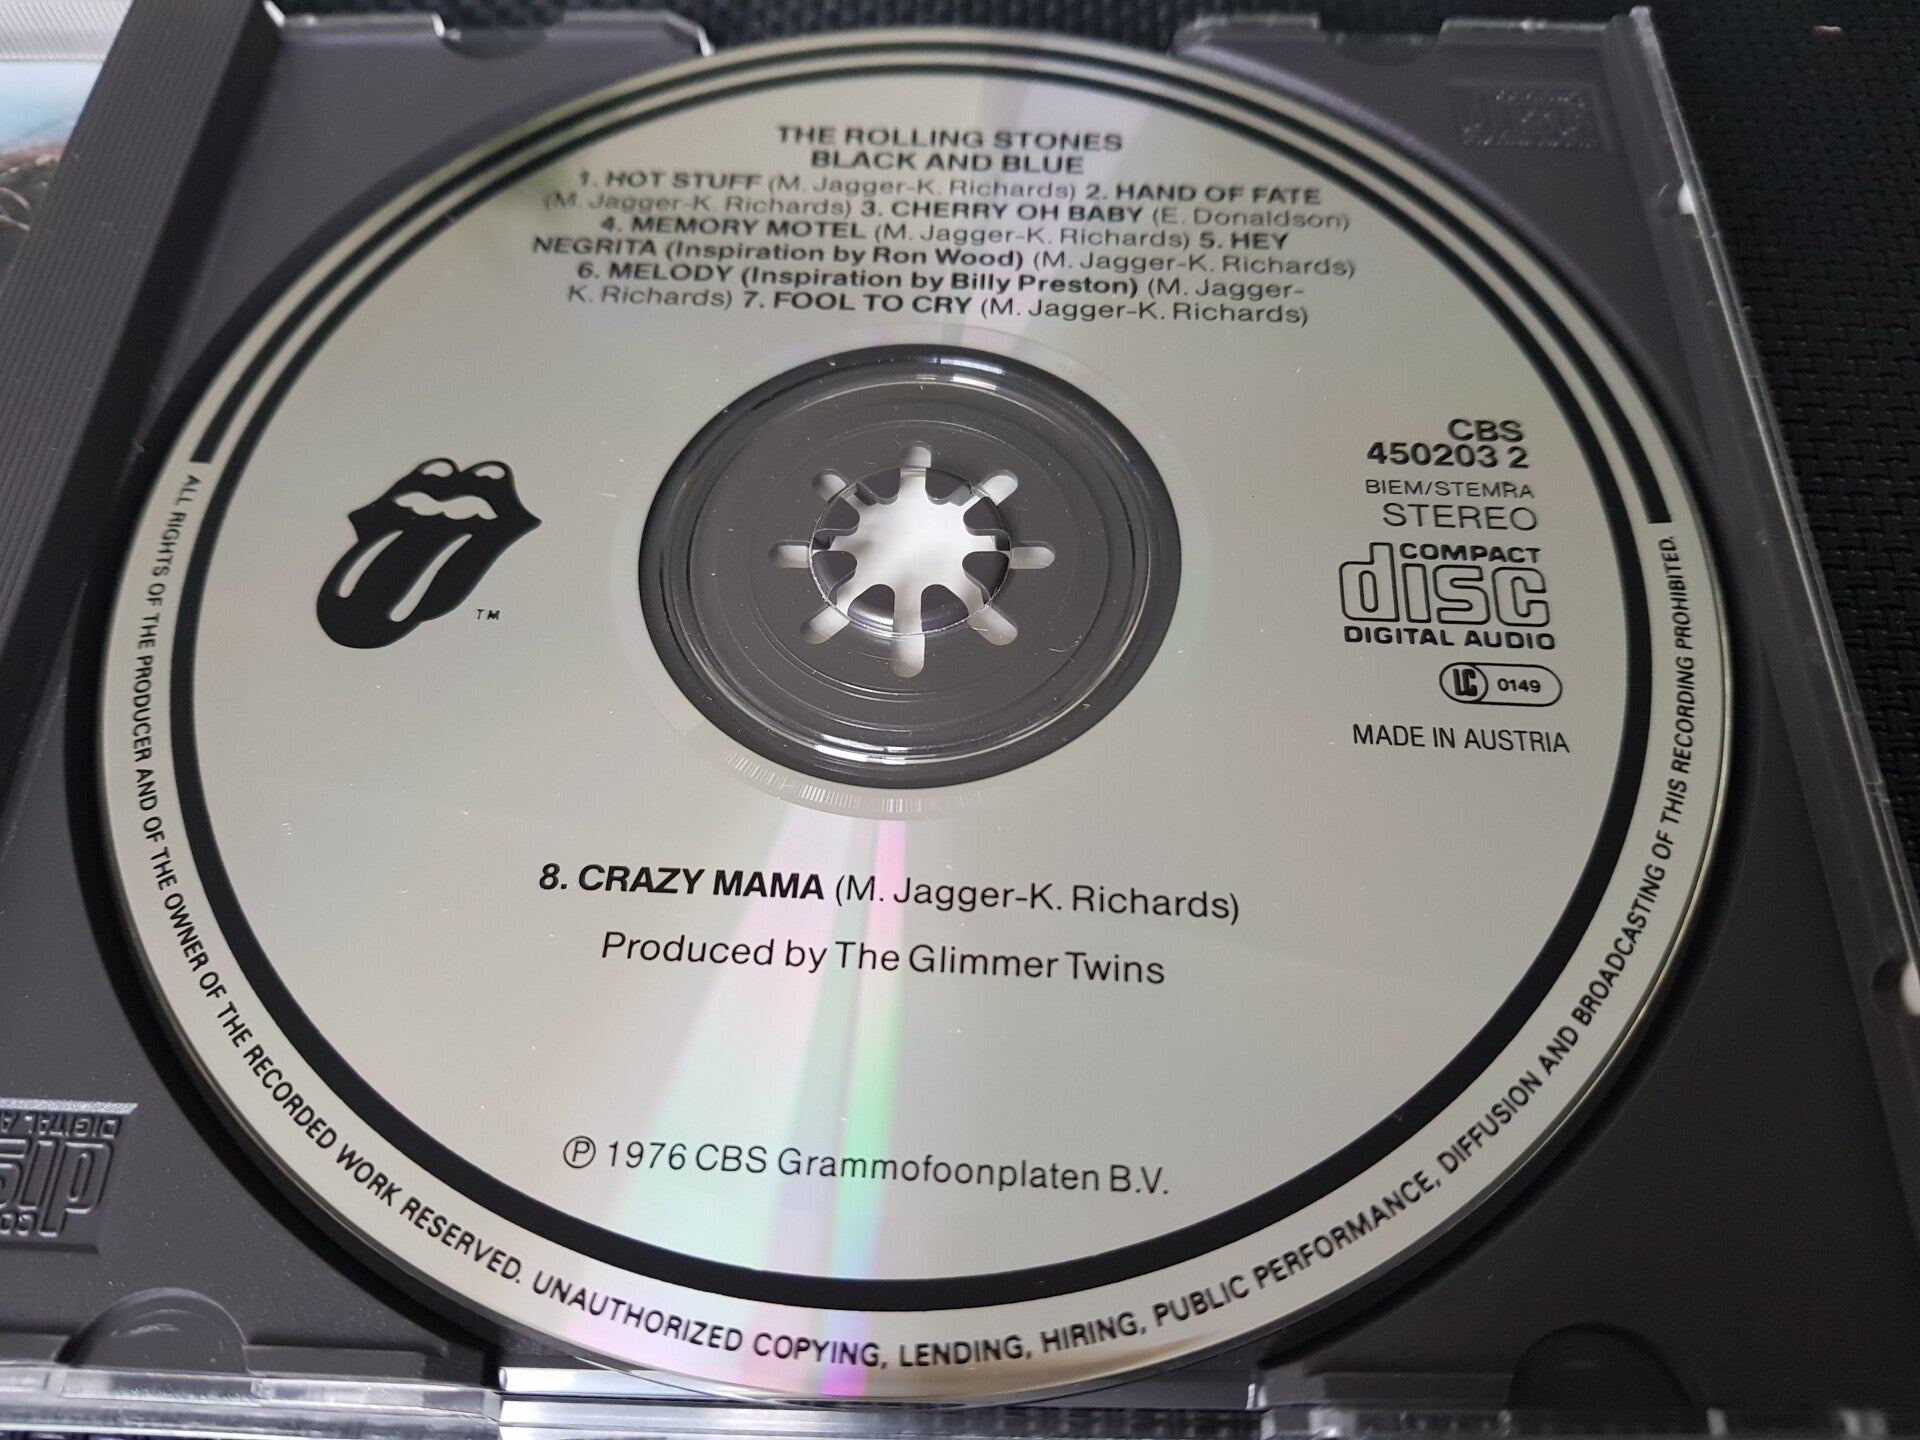 THE ROLLING STONES
BLACK AND BLUE
1. HOT STUFF (M. Jagger-K. Richards) 2. HAND OF FATE
(M. Jagger-K. Richards) 3. CHERRY OH BABY (E. Donaldson)
4. MEMORY MOTEL (M. Jagger-K. Richards) 5. HEY
NEGRITA (Inspiration by Ron Wood) (M. Jagger-K. Richards)
6. MELODY (Inspiration by Billy Preston) (M. Jagger-
K. Richards) 7. FOOL TO CRY (M. Jagger-K. Richards)
TM
CBS
450203 2
BIEM/STEMRA
STEREO
COMPACT
disc
DIGITAL AUDIO
LC 0149
MADE IN AUSTRIA
8. CRAZY MAMA (M. Jagger-K. Richards)
Produced by The Glimmer Twins
℗ 1976 CBS Grammofoonplaten B.V.
ALL RIGHTS OF THE PRODUCER AND OF THE OWNER OF THE RECORDED WORK RESERVED. UNAUTHORIZED COPYING, LENDING, HIRING, PUBLIC PERFORMANCE, DIFFUSION AND BROADCASTING OF THIS RECORDING PROHIBITED.